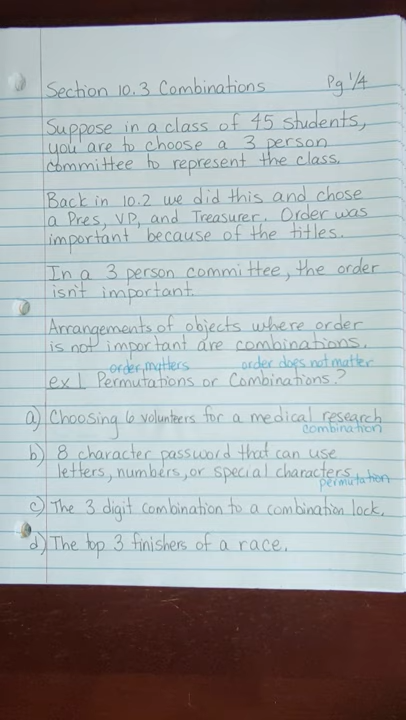 Section 10.3 Combinations Pg 1/4
Suppose in a class of 45 students,
you are to choose a 3 person
committee to represent the class.
Back in 10.2 we did this and chose
a Pres, VP, and Treasurer. Order was
important because of the titles.
In a 3 person committee, the order
isn't important.
Arrangements of objects where order
is not important are combinations.
order matters order does not matter
ex 1 Permutations or Combinations?
a) Choosing 6 volunteers for a medical research
combination
b) 8 character password that can use
letters, numbers, or special characters
permutation
c) The 3 digit combination to a combination lock.
d) The top 3 finishers of a race.